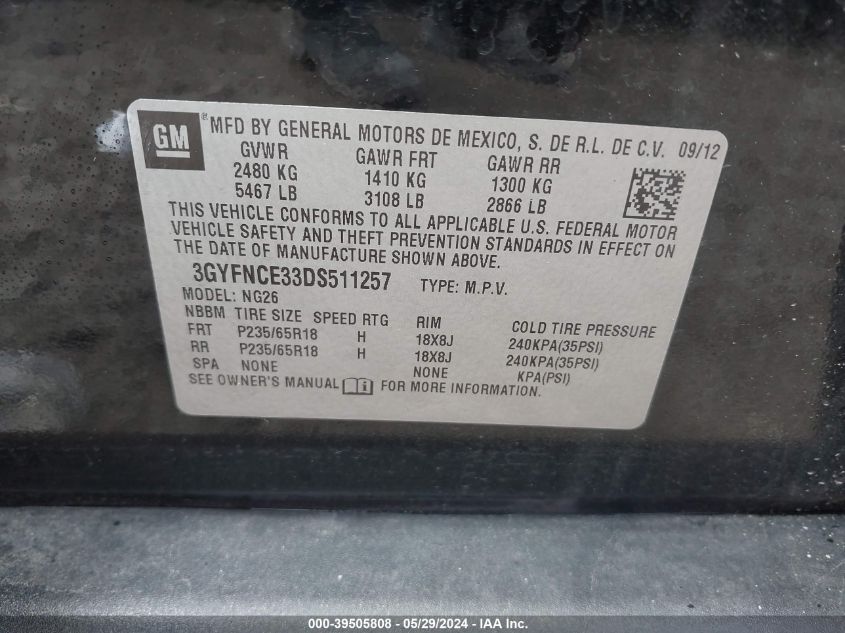 GM ® MFD BY GENERAL MOTORS DE MEXICO, S. DE R.L. DE C.V. 09/12
GVWR GAWR FRT GAWR RR
2480 KG 1410 KG 1300 KG
5467 LB 3108 LB 2866 LB
THIS VEHICLE CONFORMS TO ALL APPLICABLE U.S. FEDERAL MOTOR
VEHICLE SAFETY AND THEFT PREVENTION STANDARDS IN EFFECT ON
THE DATE OF MANUFACTURE SHOWN ABOVE.
3GYFNCE33DS511257 TYPE: M.P.V.
MODEL: NG26
NBBM TIRE SIZE SPEED RTG RIM COLD TIRE PRESSURE
FRT P235/65R18 H 18X8J 240KPA(35PSI)
RR P235/65R18 H 18X8J 240KPA(35PSI)
SPA NONE NONE KPA(PSI)
SEE OWNER'S MANUAL FOR MORE INFORMATION.
000-39505808 - 05/29/2024 - IAA Inc.